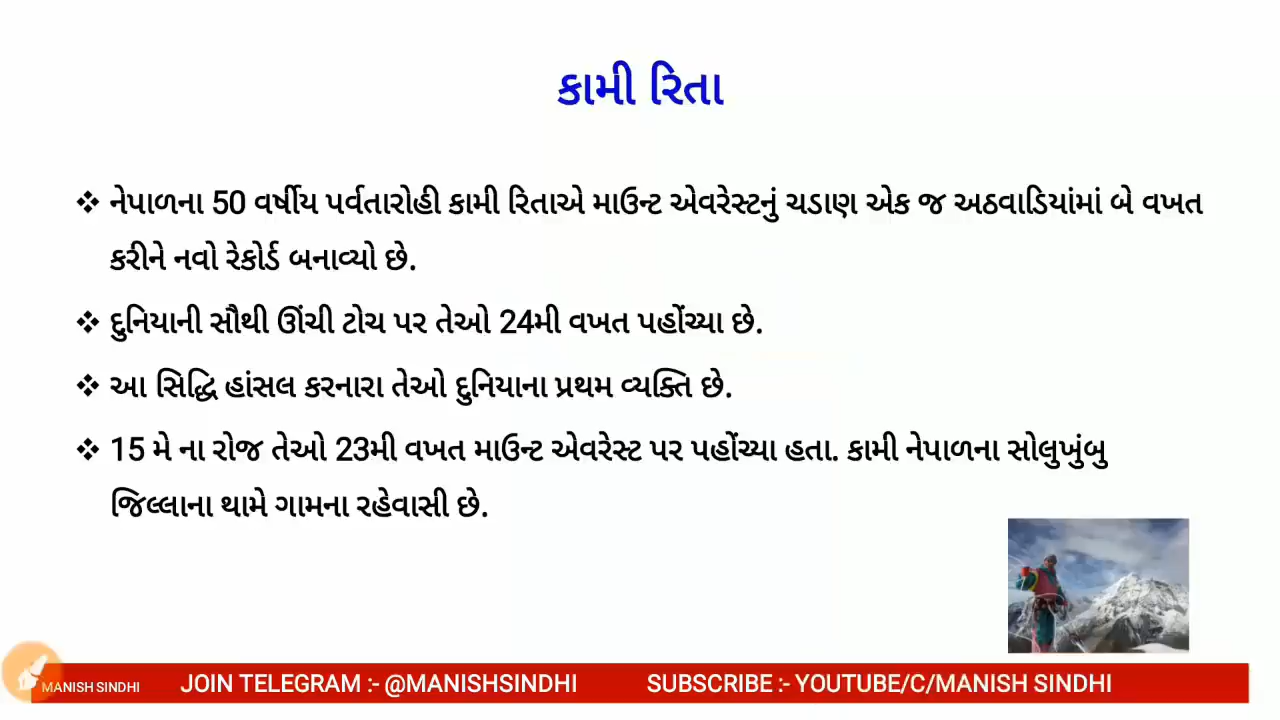 કામી રિતા
❖ નેપાળના 50 વર્ષીય પર્વતારોહી કામી રિતાએ માઉન્ટ એવરેસ્ટનું ચડાણ એક જ અઠવાડિયાંમાં બે વખત
કરીને નવો રેકોર્ડ બનાવ્યો છે.
❖ દુનિયાની સૌથી ઊંચી ટોચ પર તેઓ 24મી વખત પહોંચ્યા છે.
❖ આ સિદ્ધિ હાંસલ કરનારા તેઓ દુનિયાના પ્રથમ વ્યક્તિ છે.
❖ 15 મે ના રોજ તેઓ 23મી વખત માઉન્ટ એવરેસ્ટ પર પહોંચ્યા હતા. કામી નેપાળના સોલુખુંબુ
જિલ્લાના થામે ગામના રહેવાસી છે.
MANISH SINDHI JOIN TELEGRAM :- @MANISHSINDHI SUBSCRIBE :- YOUTUBE/C/MANISH SINDHI